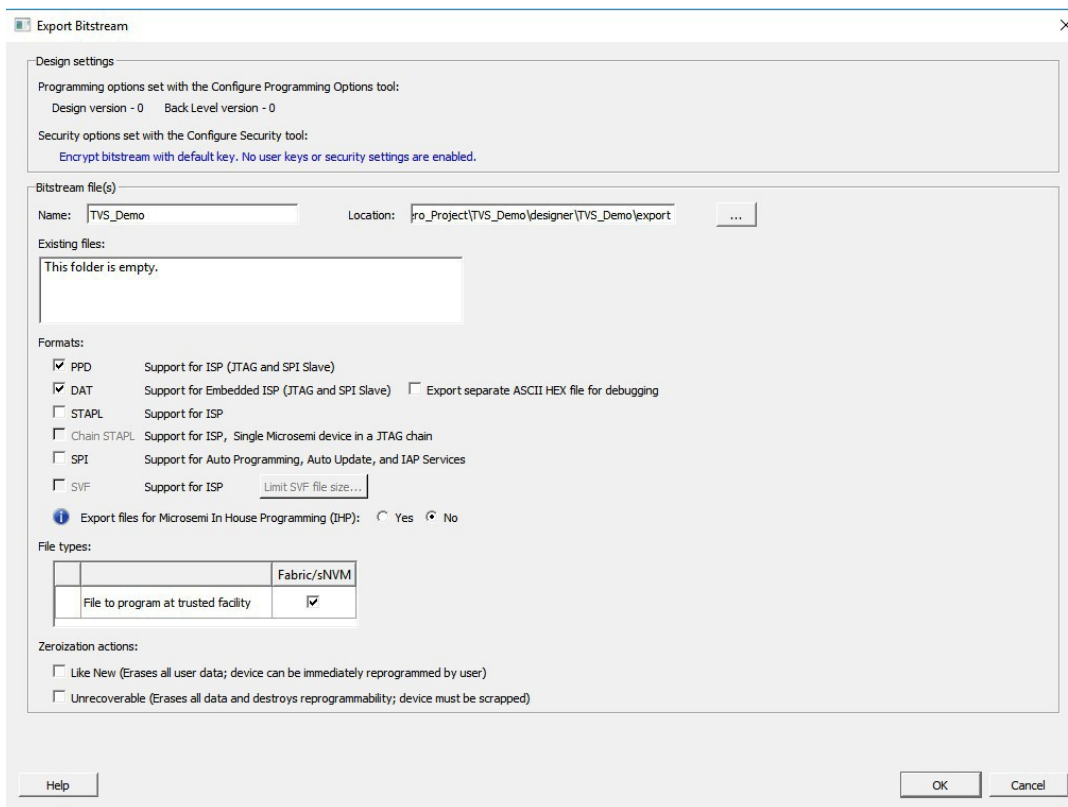 Export Bitstream
Design settings
Programming options set with the Configure Programming Options tool:
Design version - 0 Back Level version - 0
Security options set with the Configure Security tool:
Encrypt bitstream with default key. No user keys or security settings are enabled.
Bitstream file(s)
Name: TVS_Demo Location: ro_Project\TVS_Demo\designer\TVS_Demo\export ...
Existing files:
This folder is empty.
Formats:
PPD Support for ISP (JTAG and SPI Slave)
DAT Support for Embedded ISP (JTAG and SPI Slave) Export separate ASCII HEX file for debugging
STAPL Support for ISP
Chain STAPL Support for ISP, Single Microsemi device in a JTAG chain
SPI Support for Auto Programming, Auto Update, and IAP Services
SVF Support for ISP Limit SVF file size...
Export files for Microsemi In House Programming (IHP): Yes No
File types:
Fabric/sNVM
File to program at trusted facility
Zeroization actions:
Like New (Erases all user data; device can be immediately reprogrammed by user)
Unrecoverable (Erases all data and destroys reprogrammability; device must be scrapped)
Help OK Cancel